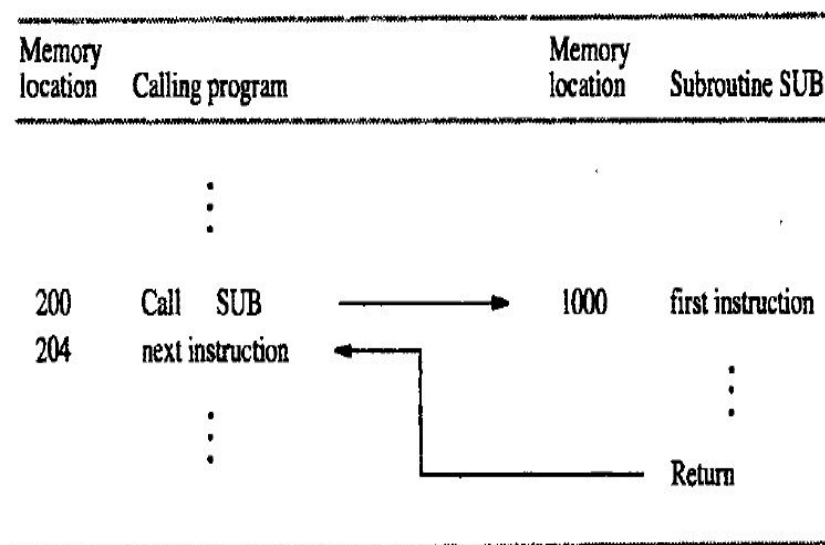 Memory Memory
location Calling program location Subroutine SUB
200 Call SUB 1000 first instruction
204 next instruction
Return